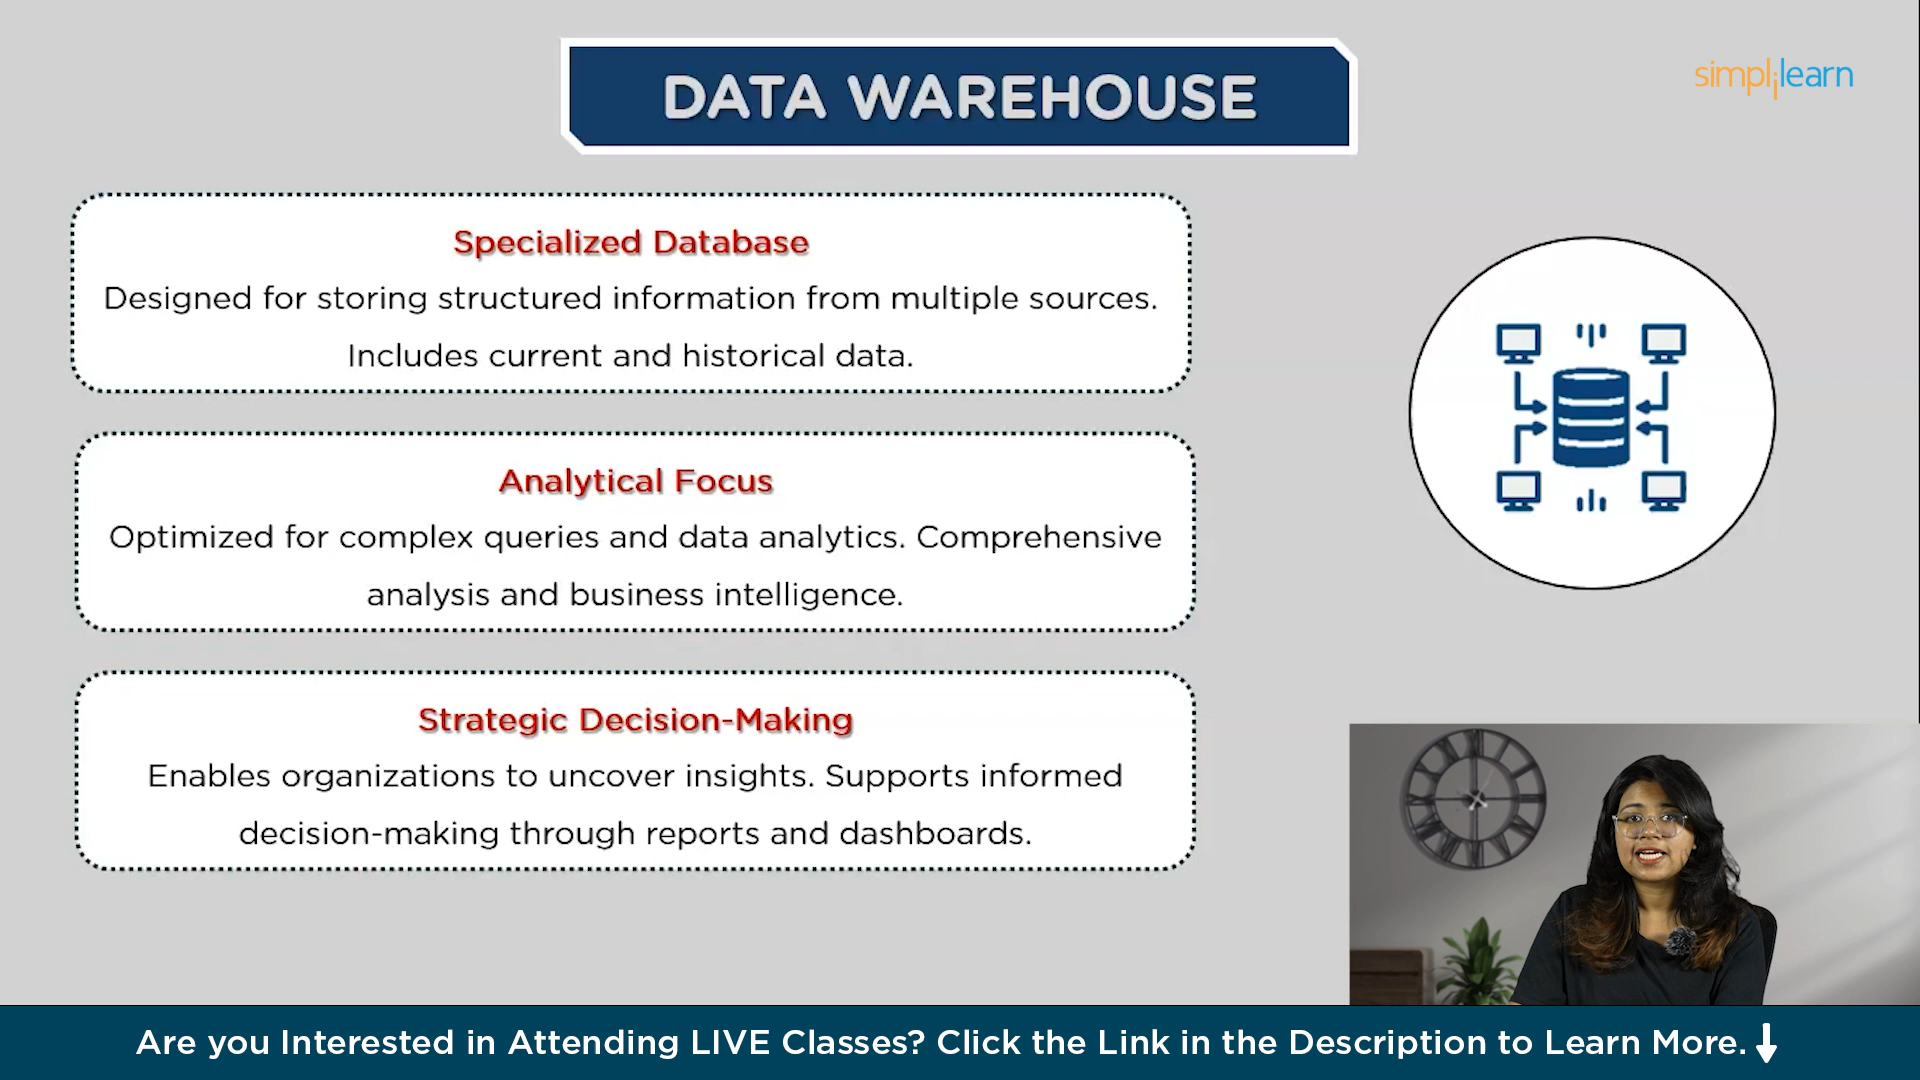 DATA WAREHOUSE
simplilearn
Specialized Database
Designed for storing structured information from multiple sources.
Includes current and historical data.
Analytical Focus
Optimized for complex queries and data analytics. Comprehensive
analysis and business intelligence.
Strategic Decision-Making
Enables organizations to uncover insights. Supports informed
decision-making through reports and dashboards.
Are you Interested in Attending LIVE Classes? Click the Link in the Description to Learn More.